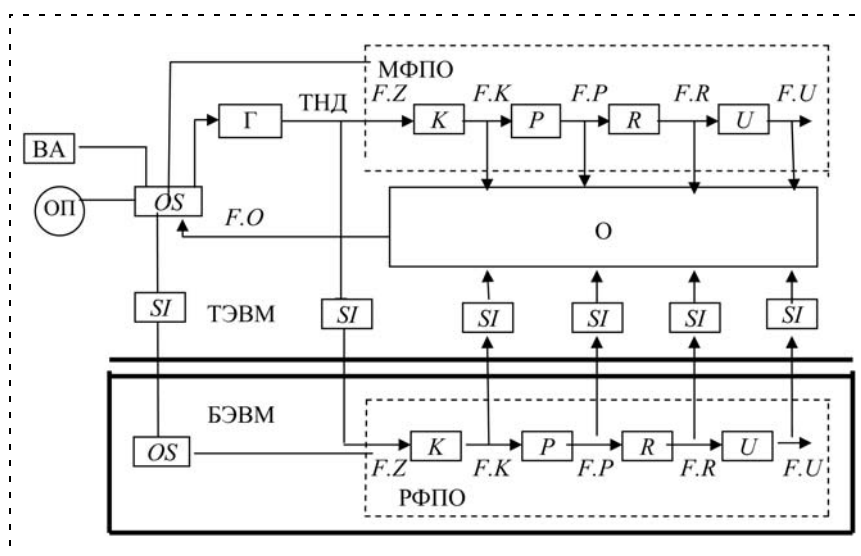 МФПО
ТНД
F.Z F.K F.P F.R F.U
Г K P R U
ВА
ОП OS
F.O О
SI ТЭВМ SI SI SI SI SI
БЭВМ
OS K P R U
F.Z F.K F.P F.R F.U
РФПО